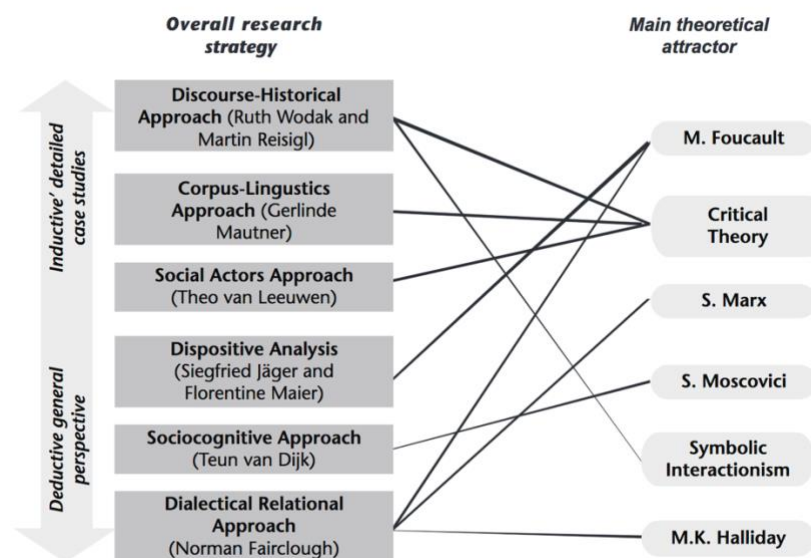 Overall research
strategy
Main theoretical
attractor
Inductive' detailed
case studies
Deductive general
perspective
Discourse-Historical
Approach (Ruth Wodak and
Martin Reisigl)
Corpus-Lingustics
Approach (Gerlinde
Mautner)
Social Actors Approach
(Theo van Leeuwen)
Dispositive Analysis
(Siegfried Jäger and
Florentine Maier)
Sociocognitive Approach
(Teun van Dijk)
Dialectical Relational
Approach
(Norman Fairclough)
M. Foucault
Critical
Theory
S. Marx
S. Moscovici
Symbolic
Interactionism
M.K. Halliday